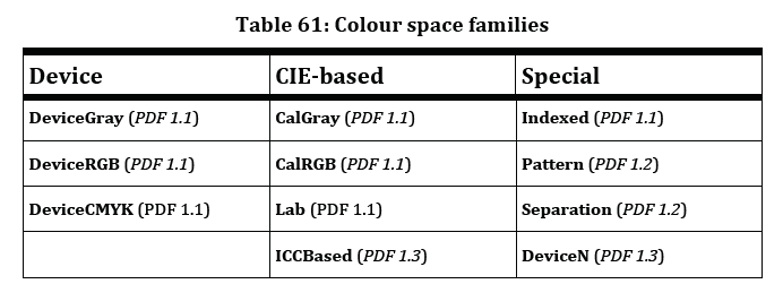 Table 61: Colour space families
Device CIE-based Special
DeviceGray (PDF 1.1) CalGray (PDF 1.1) Indexed (PDF 1.1)
DeviceRGB (PDF 1.1) CalRGB (PDF 1.1) Pattern (PDF 1.2)
DeviceCMYK (PDF 1.1) Lab (PDF 1.1) Separation (PDF 1.2)
ICCBased (PDF 1.3) DeviceN (PDF 1.3)